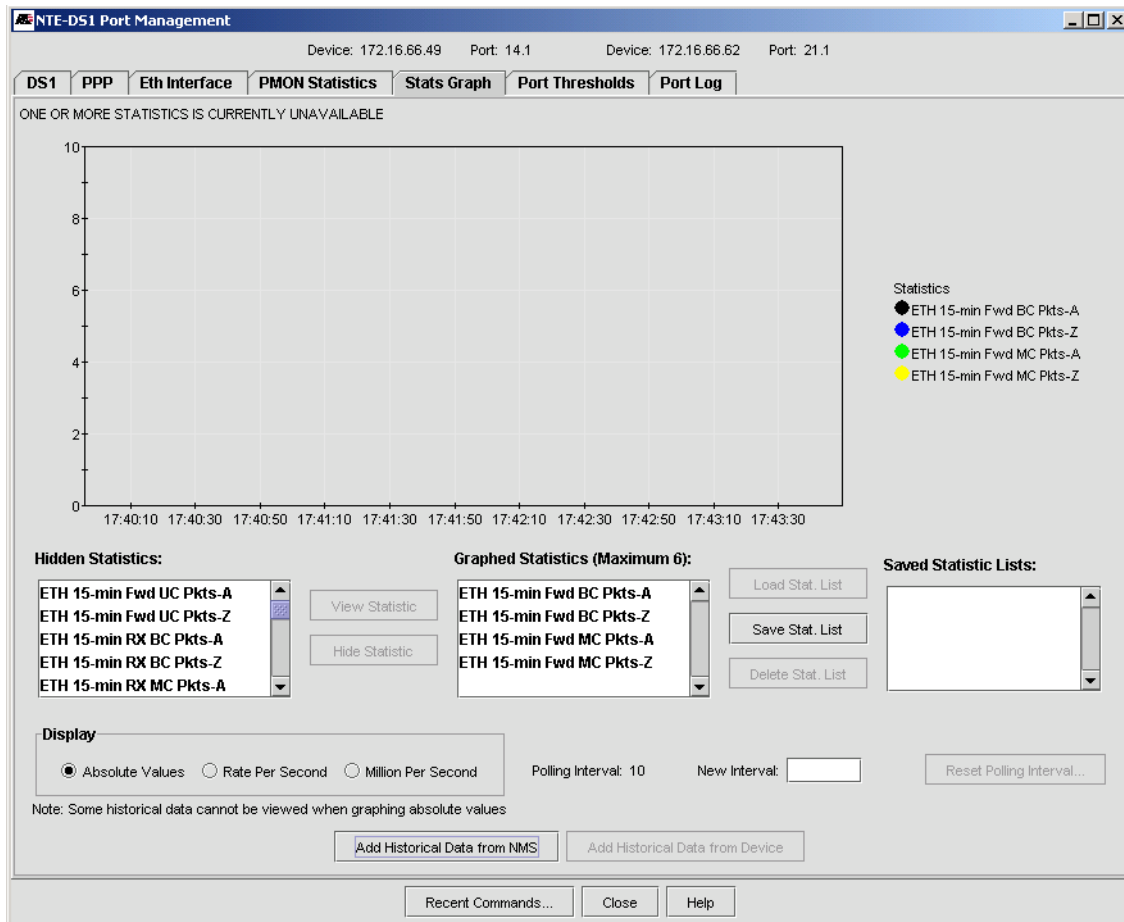 NTE-DS1 Port Management
Device: 172.16.66.49 Port: 14.1 Device: 172.16.66.62 Port: 21.1
DS1 PPP Eth Interface PMON Statistics Stats Graph Port Thresholds Port Log
ONE OR MORE STATISTICS IS CURRENTLY UNAVAILABLE
10
8
6
4
2
0
17:40:10 17:40:30 17:40:50 17:41:10 17:41:30 17:41:50 17:42:10 17:42:30 17:42:50 17:43:10 17:43:30
Statistics
ETH 15-min Fwd BC Pkts-A
ETH 15-min Fwd BC Pkts-Z
ETH 15-min Fwd MC Pkts-A
ETH 15-min Fwd MC Pkts-Z
Hidden Statistics:
ETH 15-min Fwd UC Pkts-A
ETH 15-min Fwd UC Pkts-Z
ETH 15-min RX BC Pkts-A
ETH 15-min RX BC Pkts-Z
ETH 15-min RX MC Pkts-A
View Statistic
Hide Statistic
Graphed Statistics (Maximum 6):
ETH 15-min Fwd BC Pkts-A
ETH 15-min Fwd BC Pkts-Z
ETH 15-min Fwd MC Pkts-A
ETH 15-min Fwd MC Pkts-Z
Load Stat. List
Save Stat. List
Delete Stat. List
Saved Statistic Lists:
Display
Absolute Values Rate Per Second Million Per Second
Polling Interval: 10 New Interval: Reset Polling Interval...
Note: Some historical data cannot be viewed when graphing absolute values
Add Historical Data from NMS Add Historical Data from Device
Recent Commands... Close Help